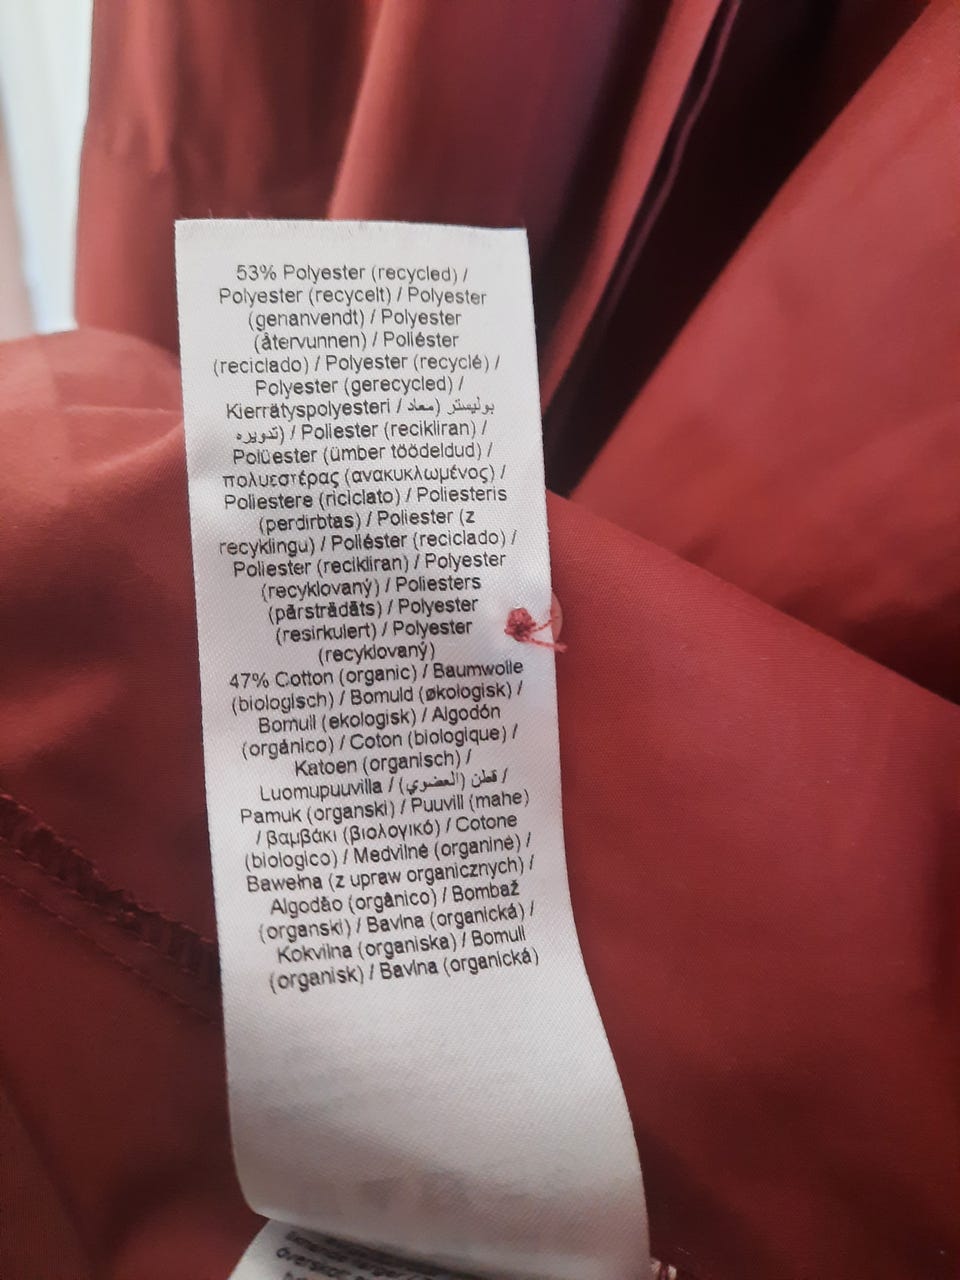 53% Polyester (recycled) /
Polyester (recycelt) / Polyester
(genanvendt) / Polyester
(återvunnen) / Poliéster
(reciclado) / Polyester (recyclé) /
Polyester (gerecycled) /
Kierrätyspolyesteri / بوليستر (معاد
تدويره) / Poliester (recikliran) /
Polüester (ümber töödeldud) /
πολυεστέρας (ανακυκλωμένος) /
Poliestere (riciclato) / Poliesteris
(perdirbtas) / Poliester (z
recyklingu) / Poliéster (reciclado) /
Poliester (recikliran) / Polyester
(recyklovaný) / Poliesters
(pārstrādāts) / Polyester
(resirkulert) / Polyester
(recyklovaný)
47% Cotton (organic) / Baumwolle
(biologisch) / Bomuld (økologisk) /
Bomull (ekologisk) / Algodón
(orgánico) / Coton (biologique) /
Katoen (organisch) /
Luomupuuvilla / قطن (العضوي) /
Pamuk (organski) / Puuvill (mahe)
/ βαμβάκι (βιολογικό) / Cotone
(biologico) / Medvilnė (organinė) /
Bawełna (z upraw organicznych) /
Algodão (orgânico) / Bombaž
(organski) / Bavlna (organická) /
Kokvilna (organiska) / Bomull
(organisk) / Bavlna (organická)